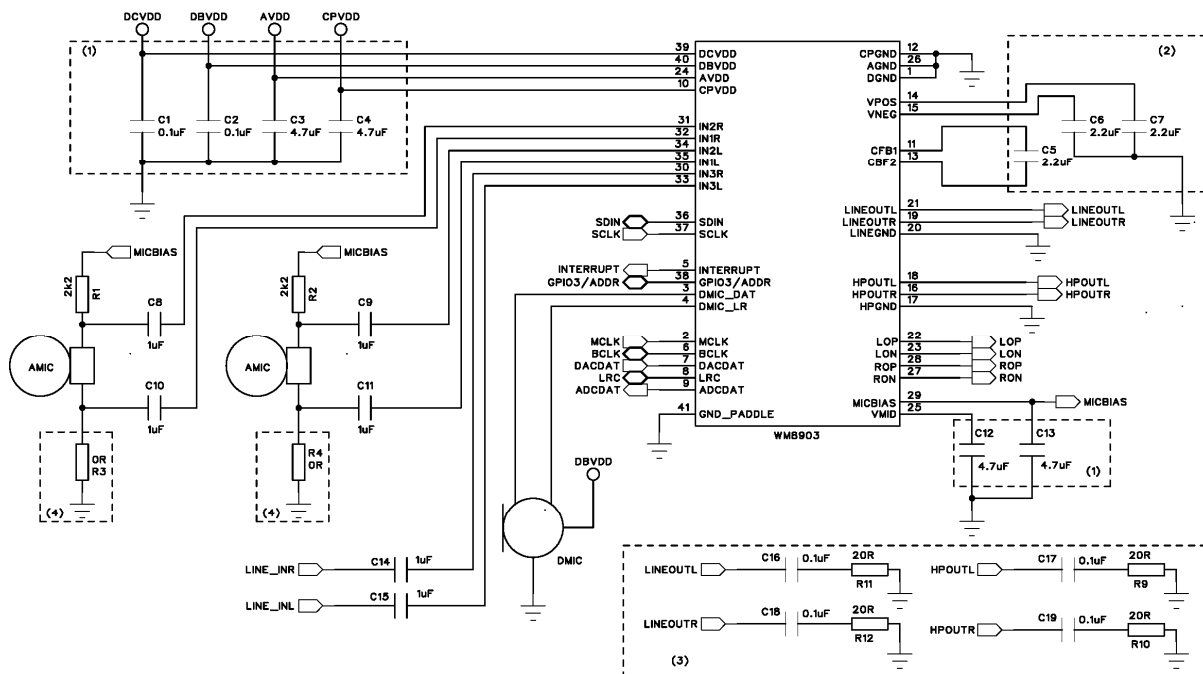 DCVDD DBVDD AVDD CPVDD
(1)
C1
0.1uF
C2
0.1uF
C3
4.7uF
C4
4.7uF
39
DCVDD
40
DBVDD
24
AVDD
10
CPVDD
31
IN2R
32
IN1R
34
IN2L
35
IN1L
30
IN3R
33
IN3L
SDIN
36
SDIN
SCLK
37
SCLK
INTERRUPT
5
INTERRUPT
GPIO3/ADDR
38
GPIO3/ADDR
3
DMIC_DAT
4
DMIC_LR
MCLK
2
MCLK
BCLK
6
BCLK
DACDAT
7
DACDAT
LRC
8
LRC
ADCDAT
9
ADCDAT
41
GND_PADDLE
WM8903
CPGND
12
AGND
26
DGND
1
VPOS
14
VNEG
15
CFB1
11
CBF2
13
(2)
C6
2.2uF
C7
2.2uF
C5
2.2uF
LINEOUTL
21
LINEOUTL
LINEOUTR
19
LINEOUTR
LINEGND
20
HPOUTL
18
HPOUTL
HPOUTR
16
HPOUTR
HPGND
17
LOP
22
LOP
LON
23
LON
ROP
28
ROP
RON
27
RON
MICBIAS
29
MICBIAS
VMID
25
C12
4.7uF
C13
4.7uF
(1)
MICBIAS
2k2
R1
C8
1uF
AMIC
C10
1uF
0R
R3
(4)
MICBIAS
2k2
R2
C9
1uF
AMIC
C11
1uF
R4
0R
(4)
DBVDD
DMIC
LINE_INR
C14
1uF
LINE_INL
C15
1uF
LINEOUTL
C16
0.1uF
20R
R11
HPOUTL
C17
0.1uF
20R
R9
LINEOUTR
C18
0.1uF
20R
R12
HPOUTR
C19
0.1uF
20R
R10
(3)